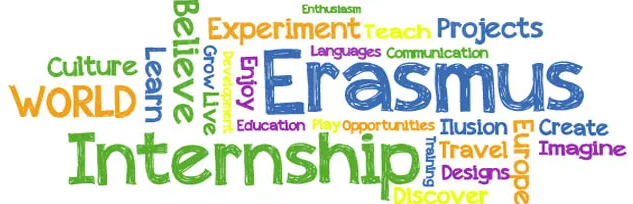 Enthusiasm
Experiment Teach Projects
Believe
Languages Communication
Culture
Learn
Grow
Live
Development
Enjoy
Erasmus
WORLD
Education Play Opportunities Ilusion Create
Internship
Training
Travel
Europe
Imagine
Designs
Discover